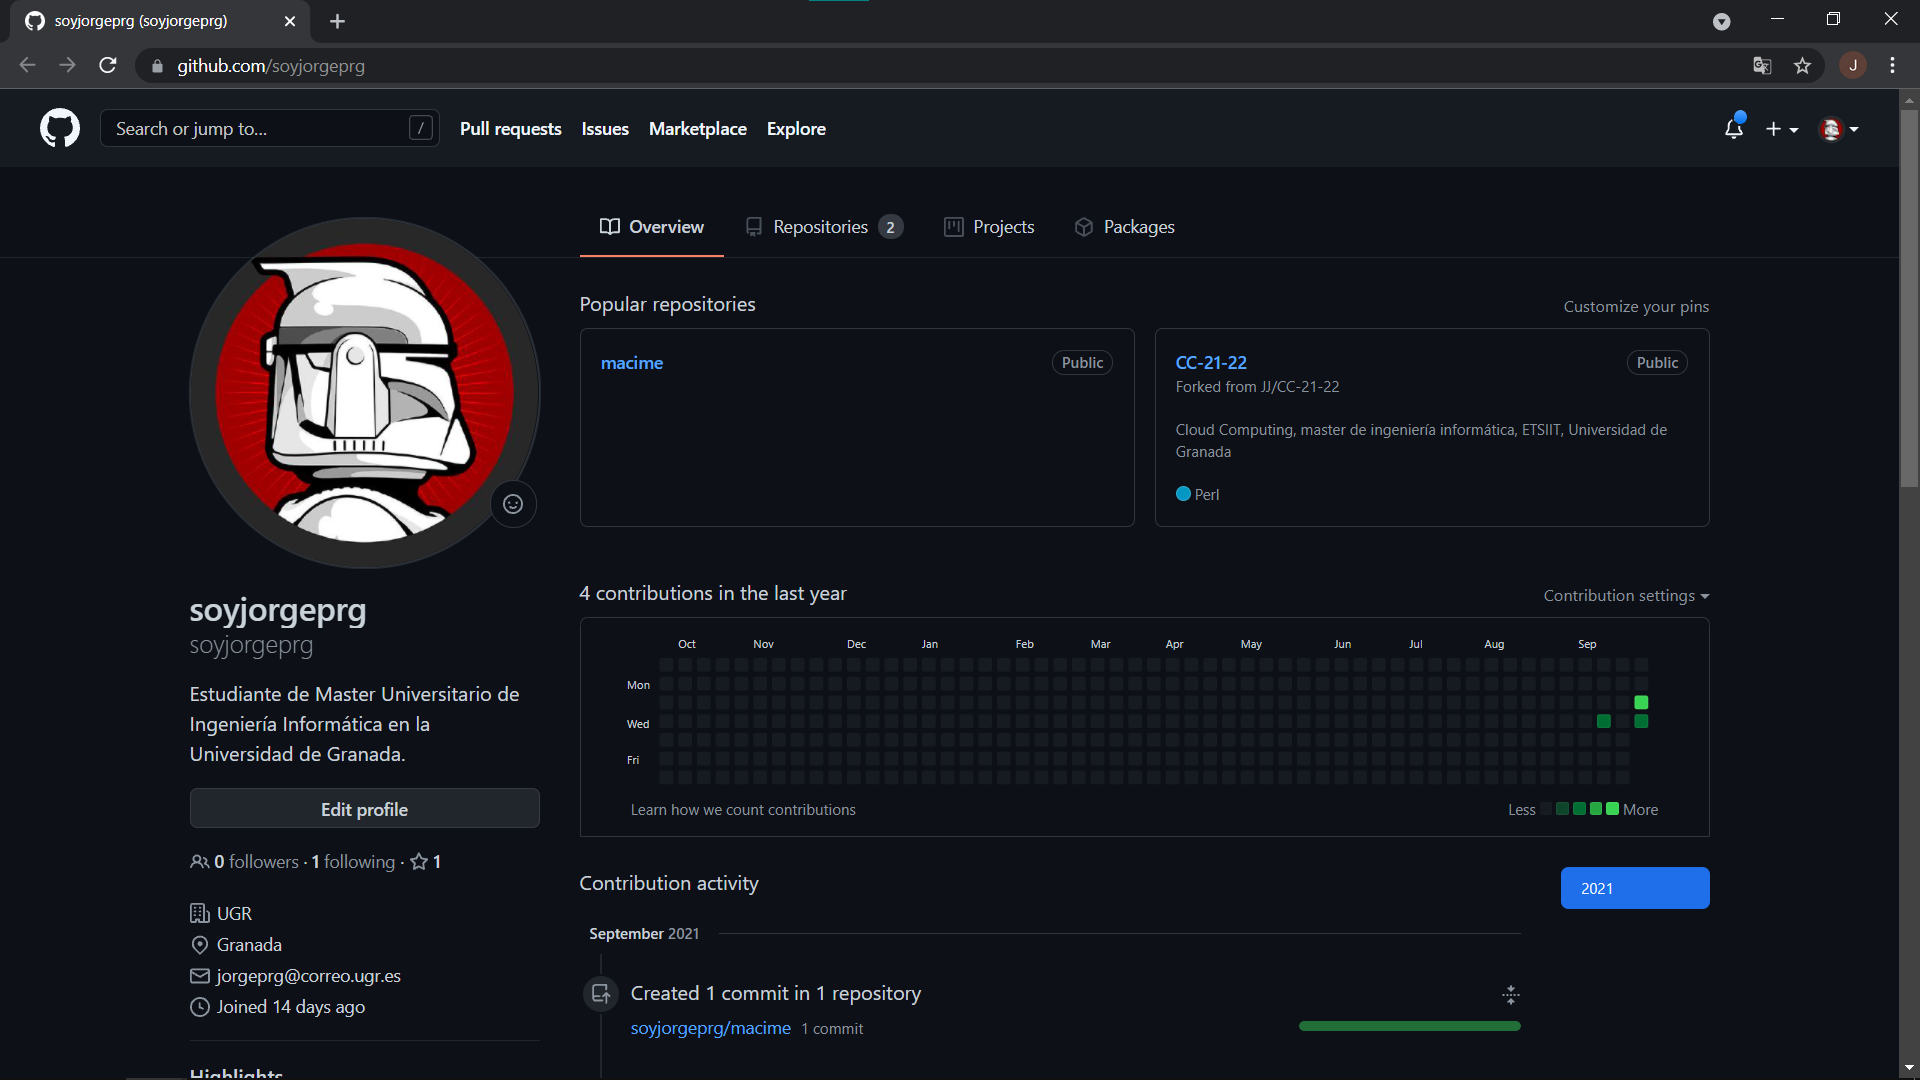 soyjorgeprg (soyjorgeprg)
github.com/soyjorgeprg
J
Search or jump to...
/
Pull requests
Issues
Marketplace
Explore
Overview
Repositories 2
Projects
Packages
Popular repositories
Customize your pins
macime
Public
CC-21-22
Public
Forked from JJ/CC-21-22
Cloud Computing, master de ingeniería informática, ETSIIT, Universidad de
Granada
Perl
soyjorgeprg
soyjorgeprg
Estudiante de Master Universitario de
Ingeniería Informática en la
Universidad de Granada.
Edit profile
0 followers · 1 following · 1
UGR
Granada
jorgeprg@correo.ugr.es
Joined 14 days ago
Highlights
4 contributions in the last year
Contribution settings
Oct Nov Dec Jan Feb Mar Apr May Jun Jul Aug Sep
Mon
Wed
Fri
Learn how we count contributions
Less More
Contribution activity
2021
September 2021
Created 1 commit in 1 repository
soyjorgeprg/macime 1 commit